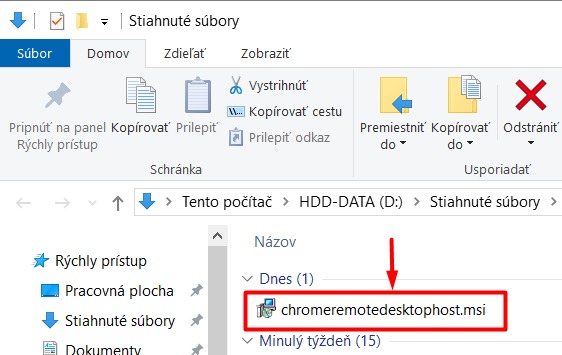 Stiahnuté súbory
Súbor Domov Zdieľať Zobraziť
Pripnúť na panel
Rýchly prístup
Kopírovať
Prilepiť
Vystrihnúť
Kopírovať cestu
Prilepiť odkaz
Premiestniť
do
Kopírovať
do
Odstrániť
Schránka
Usporiadať
Tento počítač > HDD-DATA (D:) > Stiahnuté súbory >
Rýchly prístup
Pracovná plocha
Stiahnuté súbory
Dokumenty
Názov
Dnes (1)
chromeremotedesktophost.msi
Minulý týždeň (15)